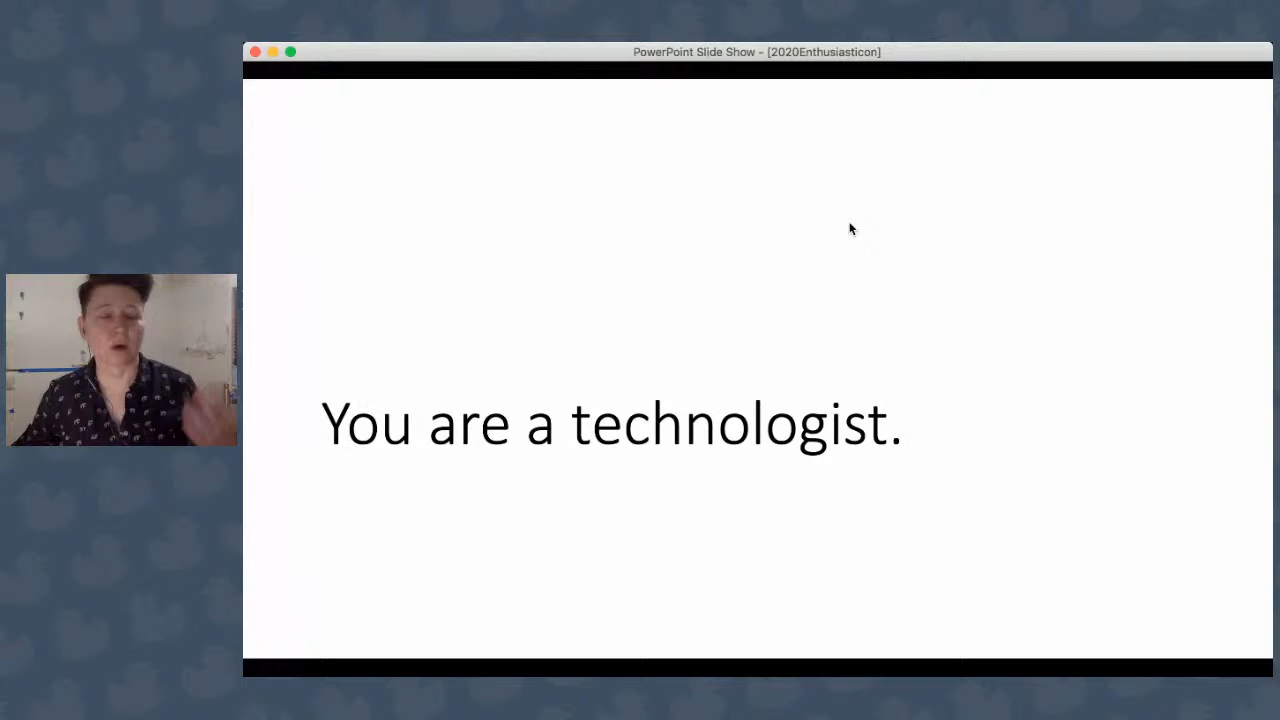 PowerPoint Slide Show - [2020Enthusiasticon]
You are a technologist.